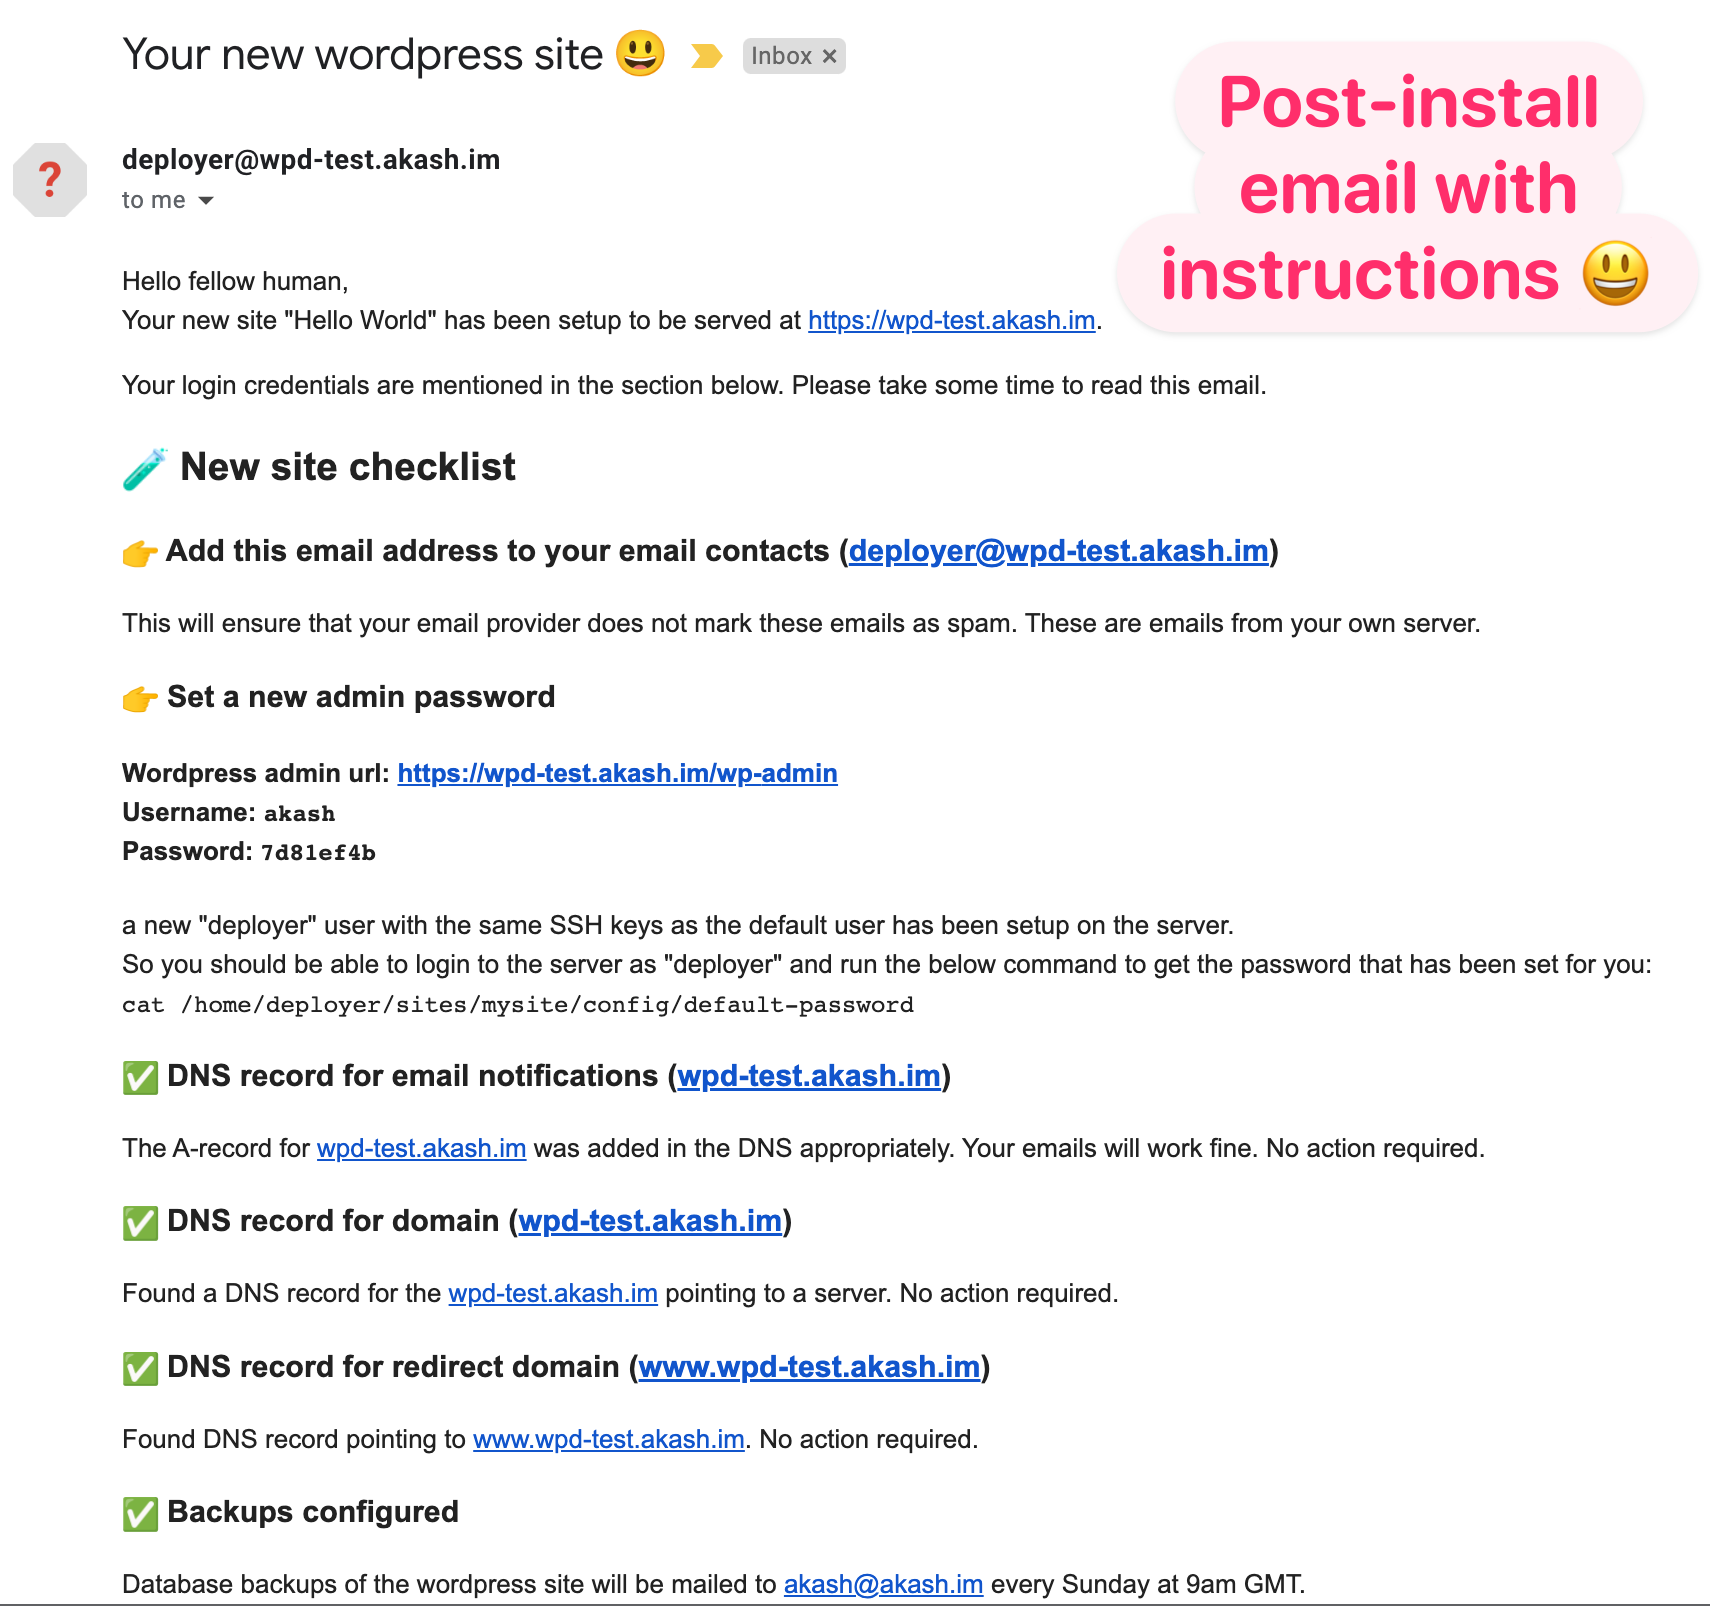 Your new wordpress site 😃 Inbox ×
Post-install
email with
instructions 😃
?
deployer@wpd-test.akash.im
to me
Hello fellow human,
Your new site "Hello World" has been setup to be served at https://wpd-test.akash.im.
Your login credentials are mentioned in the section below. Please take some time to read this email.
🧪 New site checklist
👉 Add this email address to your email contacts (deployer@wpd-test.akash.im)
This will ensure that your email provider does not mark these emails as spam. These are emails from your own server.
👉 Set a new admin password
Wordpress admin url: https://wpd-test.akash.im/wp-admin
Username: akash
Password: 7d81ef4b
a new "deployer" user with the same SSH keys as the default user has been setup on the server.
So you should be able to login to the server as "deployer" and run the below command to get the password that has been set for you:
cat /home/deployer/sites/mysite/config/default-password
✅ DNS record for email notifications (wpd-test.akash.im)
The A-record for wpd-test.akash.im was added in the DNS appropriately. Your emails will work fine. No action required.
✅ DNS record for domain (wpd-test.akash.im)
Found a DNS record for the wpd-test.akash.im pointing to a server. No action required.
✅ DNS record for redirect domain (www.wpd-test.akash.im)
Found DNS record pointing to www.wpd-test.akash.im. No action required.
✅ Backups configured
Database backups of the wordpress site will be mailed to akash@akash.im every Sunday at 9am GMT.